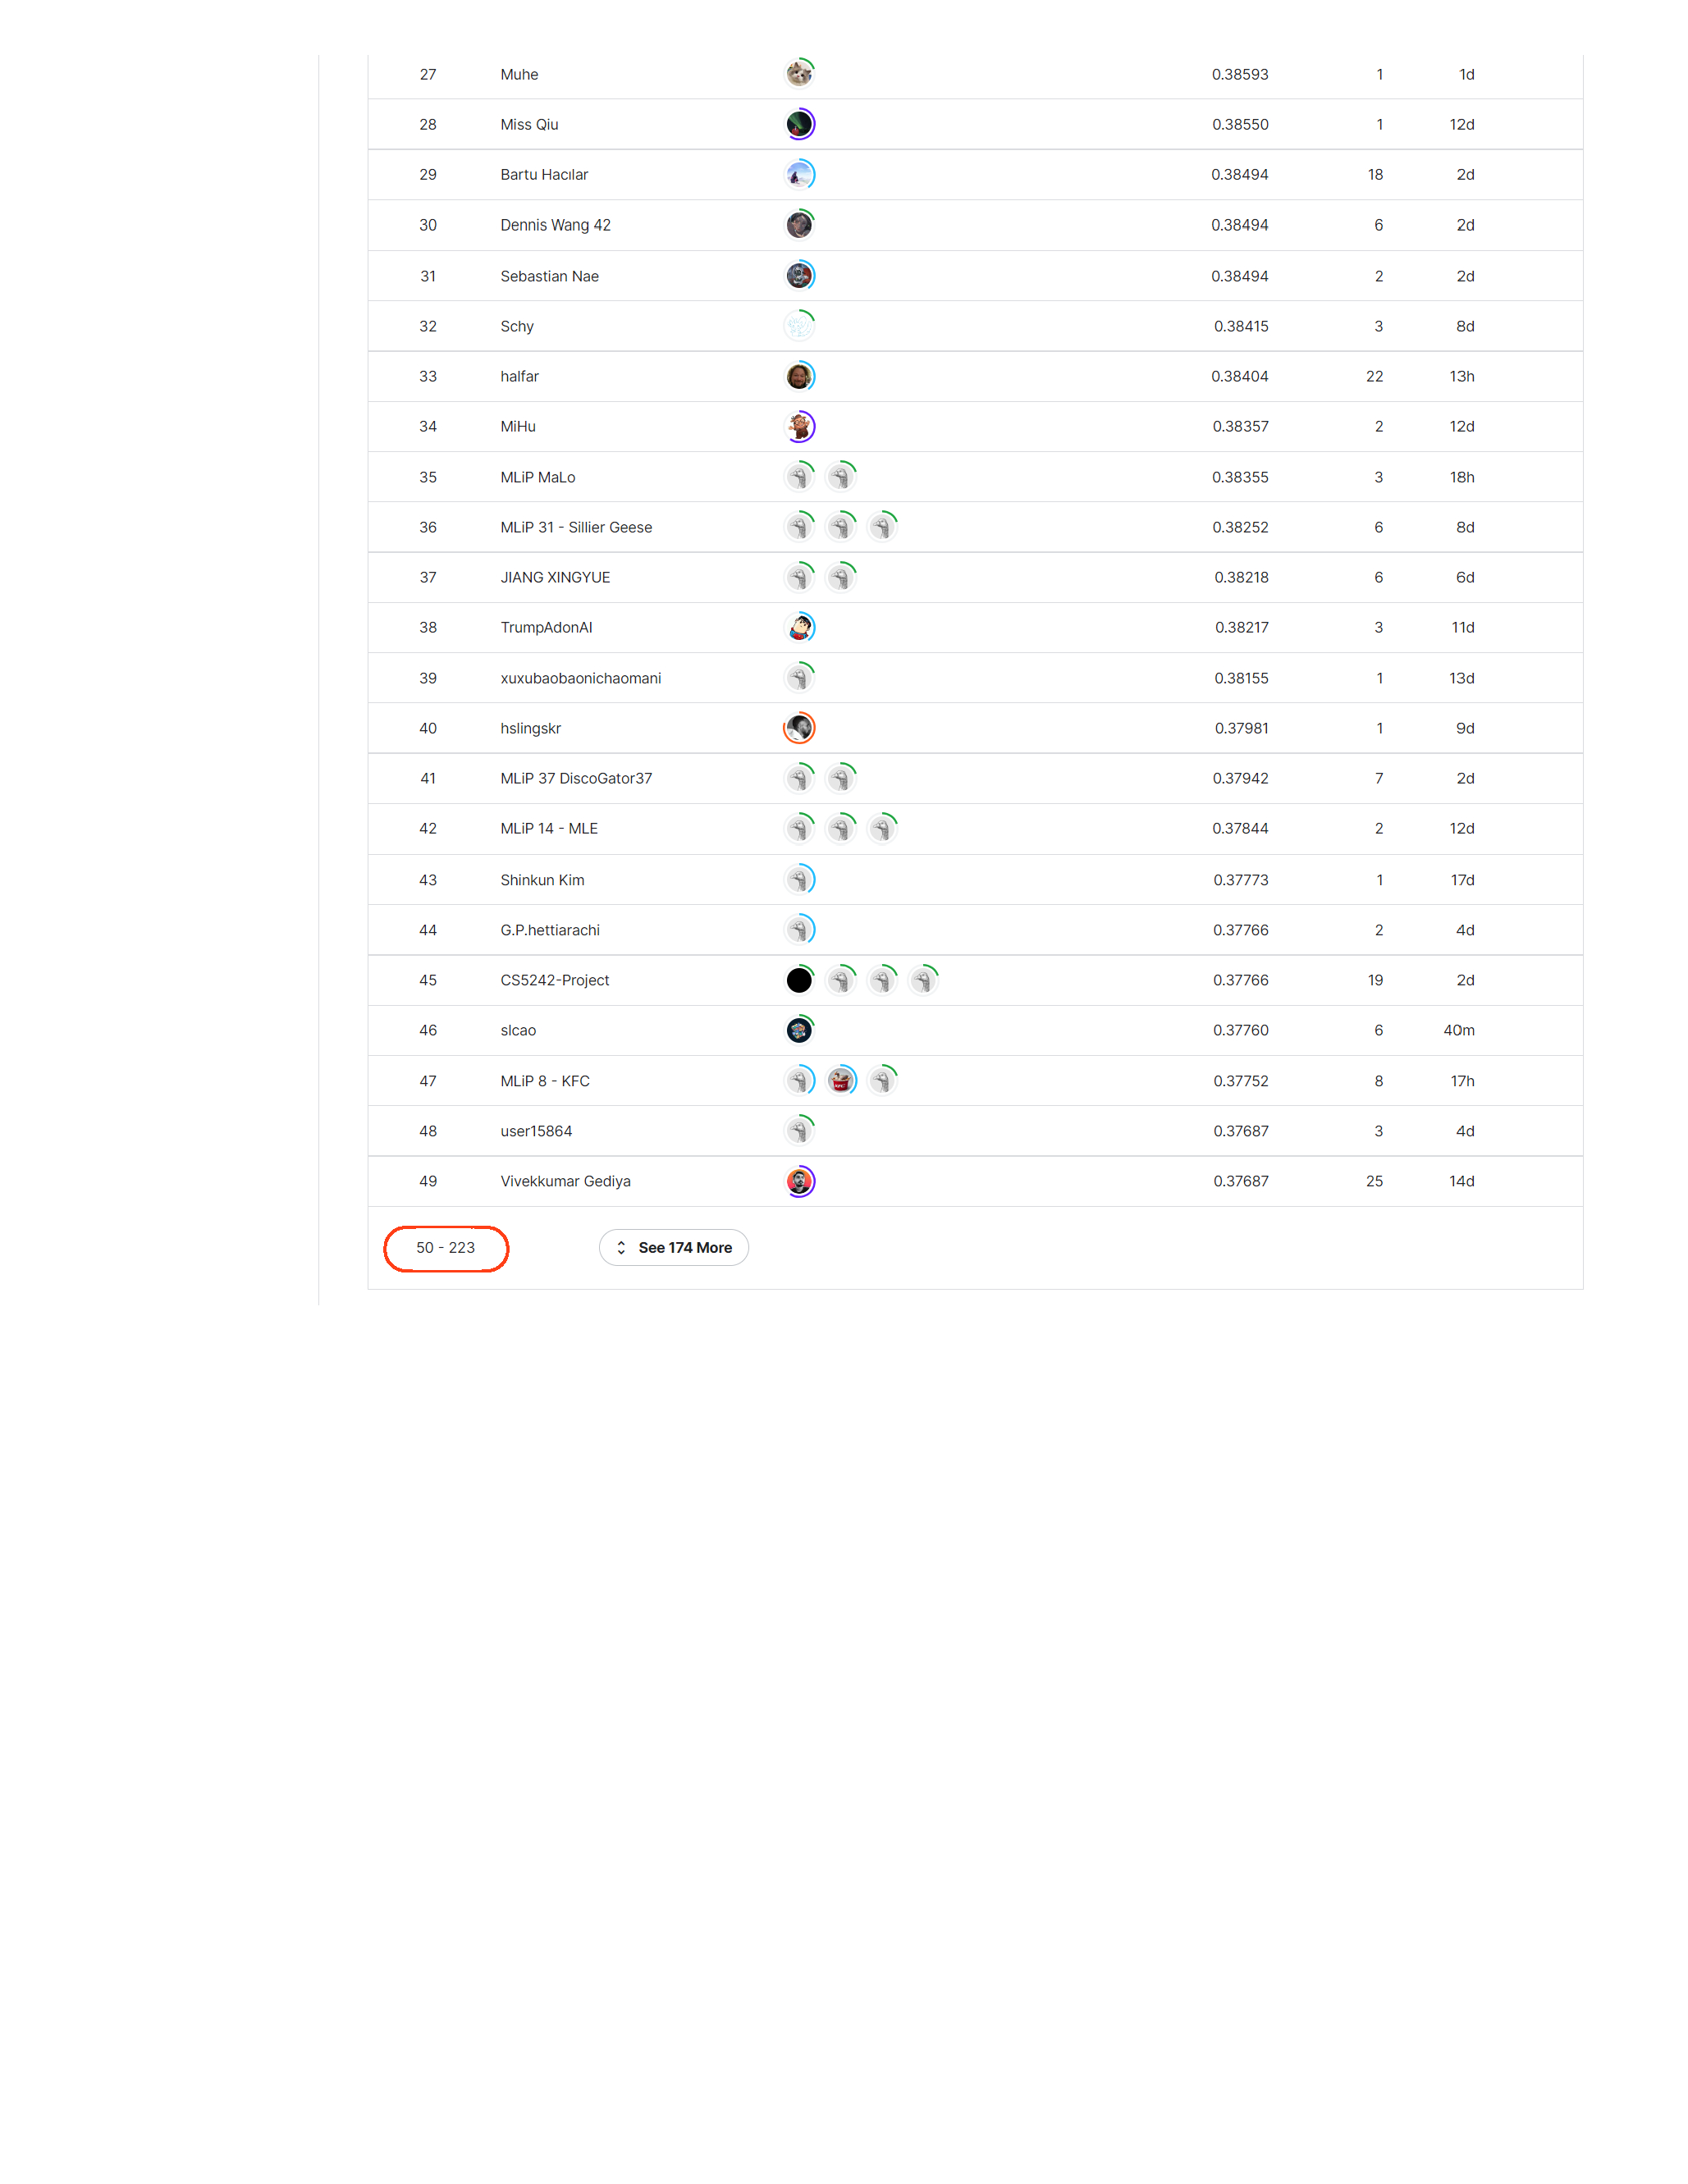 27 Muhe 0.38593 1 1d
28 Miss Qiu 0.38550 1 12d
29 Bartu Hacılar 0.38494 18 2d
30 Dennis Wang 42 0.38494 6 2d
31 Sebastian Nae 0.38494 2 2d
32 Schy 0.38415 3 8d
33 halfar 0.38404 22 13h
34 MiHu 0.38357 2 12d
35 MLiP MaLo 0.38355 3 18h
36 MLiP 31 - Sillier Geese 0.38252 6 8d
37 JIANG XINGYUE 0.38218 6 6d
38 TrumpAdonAI 0.38217 3 11d
39 xuxubaobaonichaomani 0.38155 1 13d
40 hslingskr 0.37981 1 9d
41 MLiP 37 DiscoGator37 0.37942 7 2d
42 MLiP 14 - MLE 0.37844 2 12d
43 Shinkun Kim 0.37773 1 17d
44 G.P.hettiarachi 0.37766 2 4d
45 CS5242-Project 0.37766 19 2d
46 slcao 0.37760 6 40m
47 MLiP 8 - KFC KFC 0.37752 8 17h
48 user15864 0.37687 3 4d
49 Vivekkumar Gediya 0.37687 25 14d
50 - 223 See 174 More